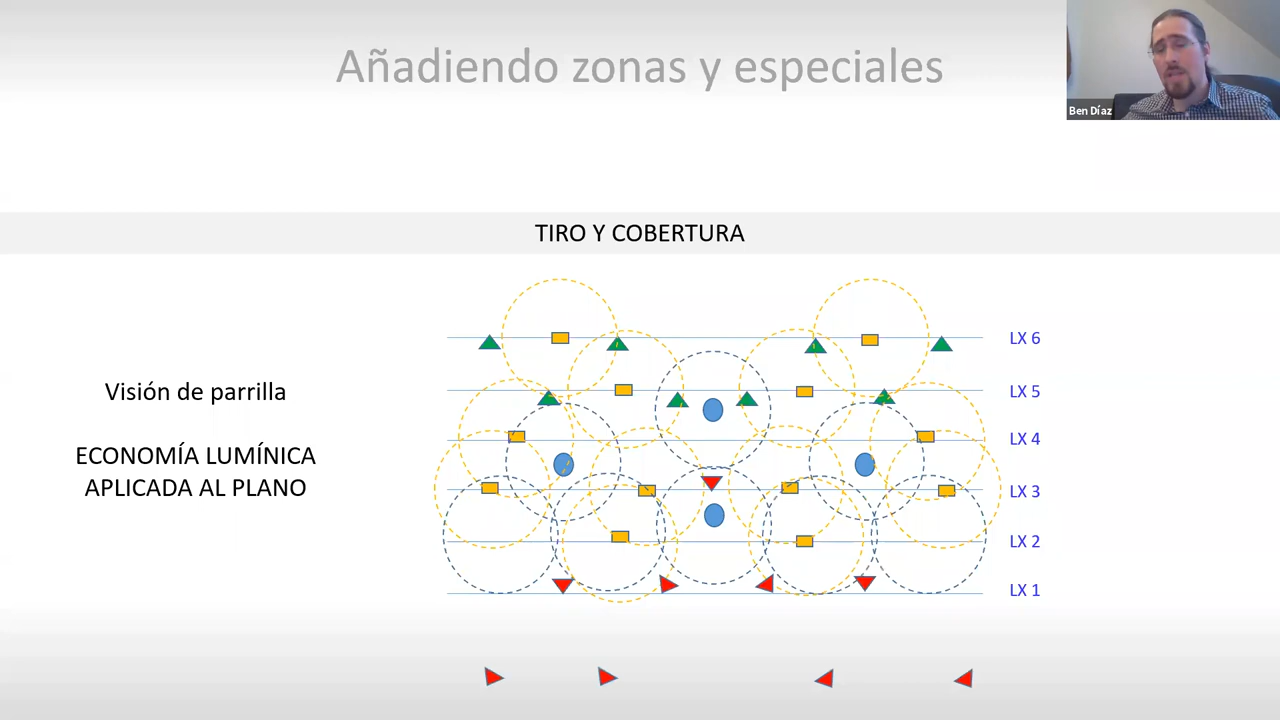 Añadiendo zonas y especiales
Ben Díaz
TIRO Y COBERTURA
Visión de parrilla
ECONOMÍA LUMÍNICA
APLICADA AL PLANO
LX 6
LX 5
LX 4
LX 3
LX 2
LX 1